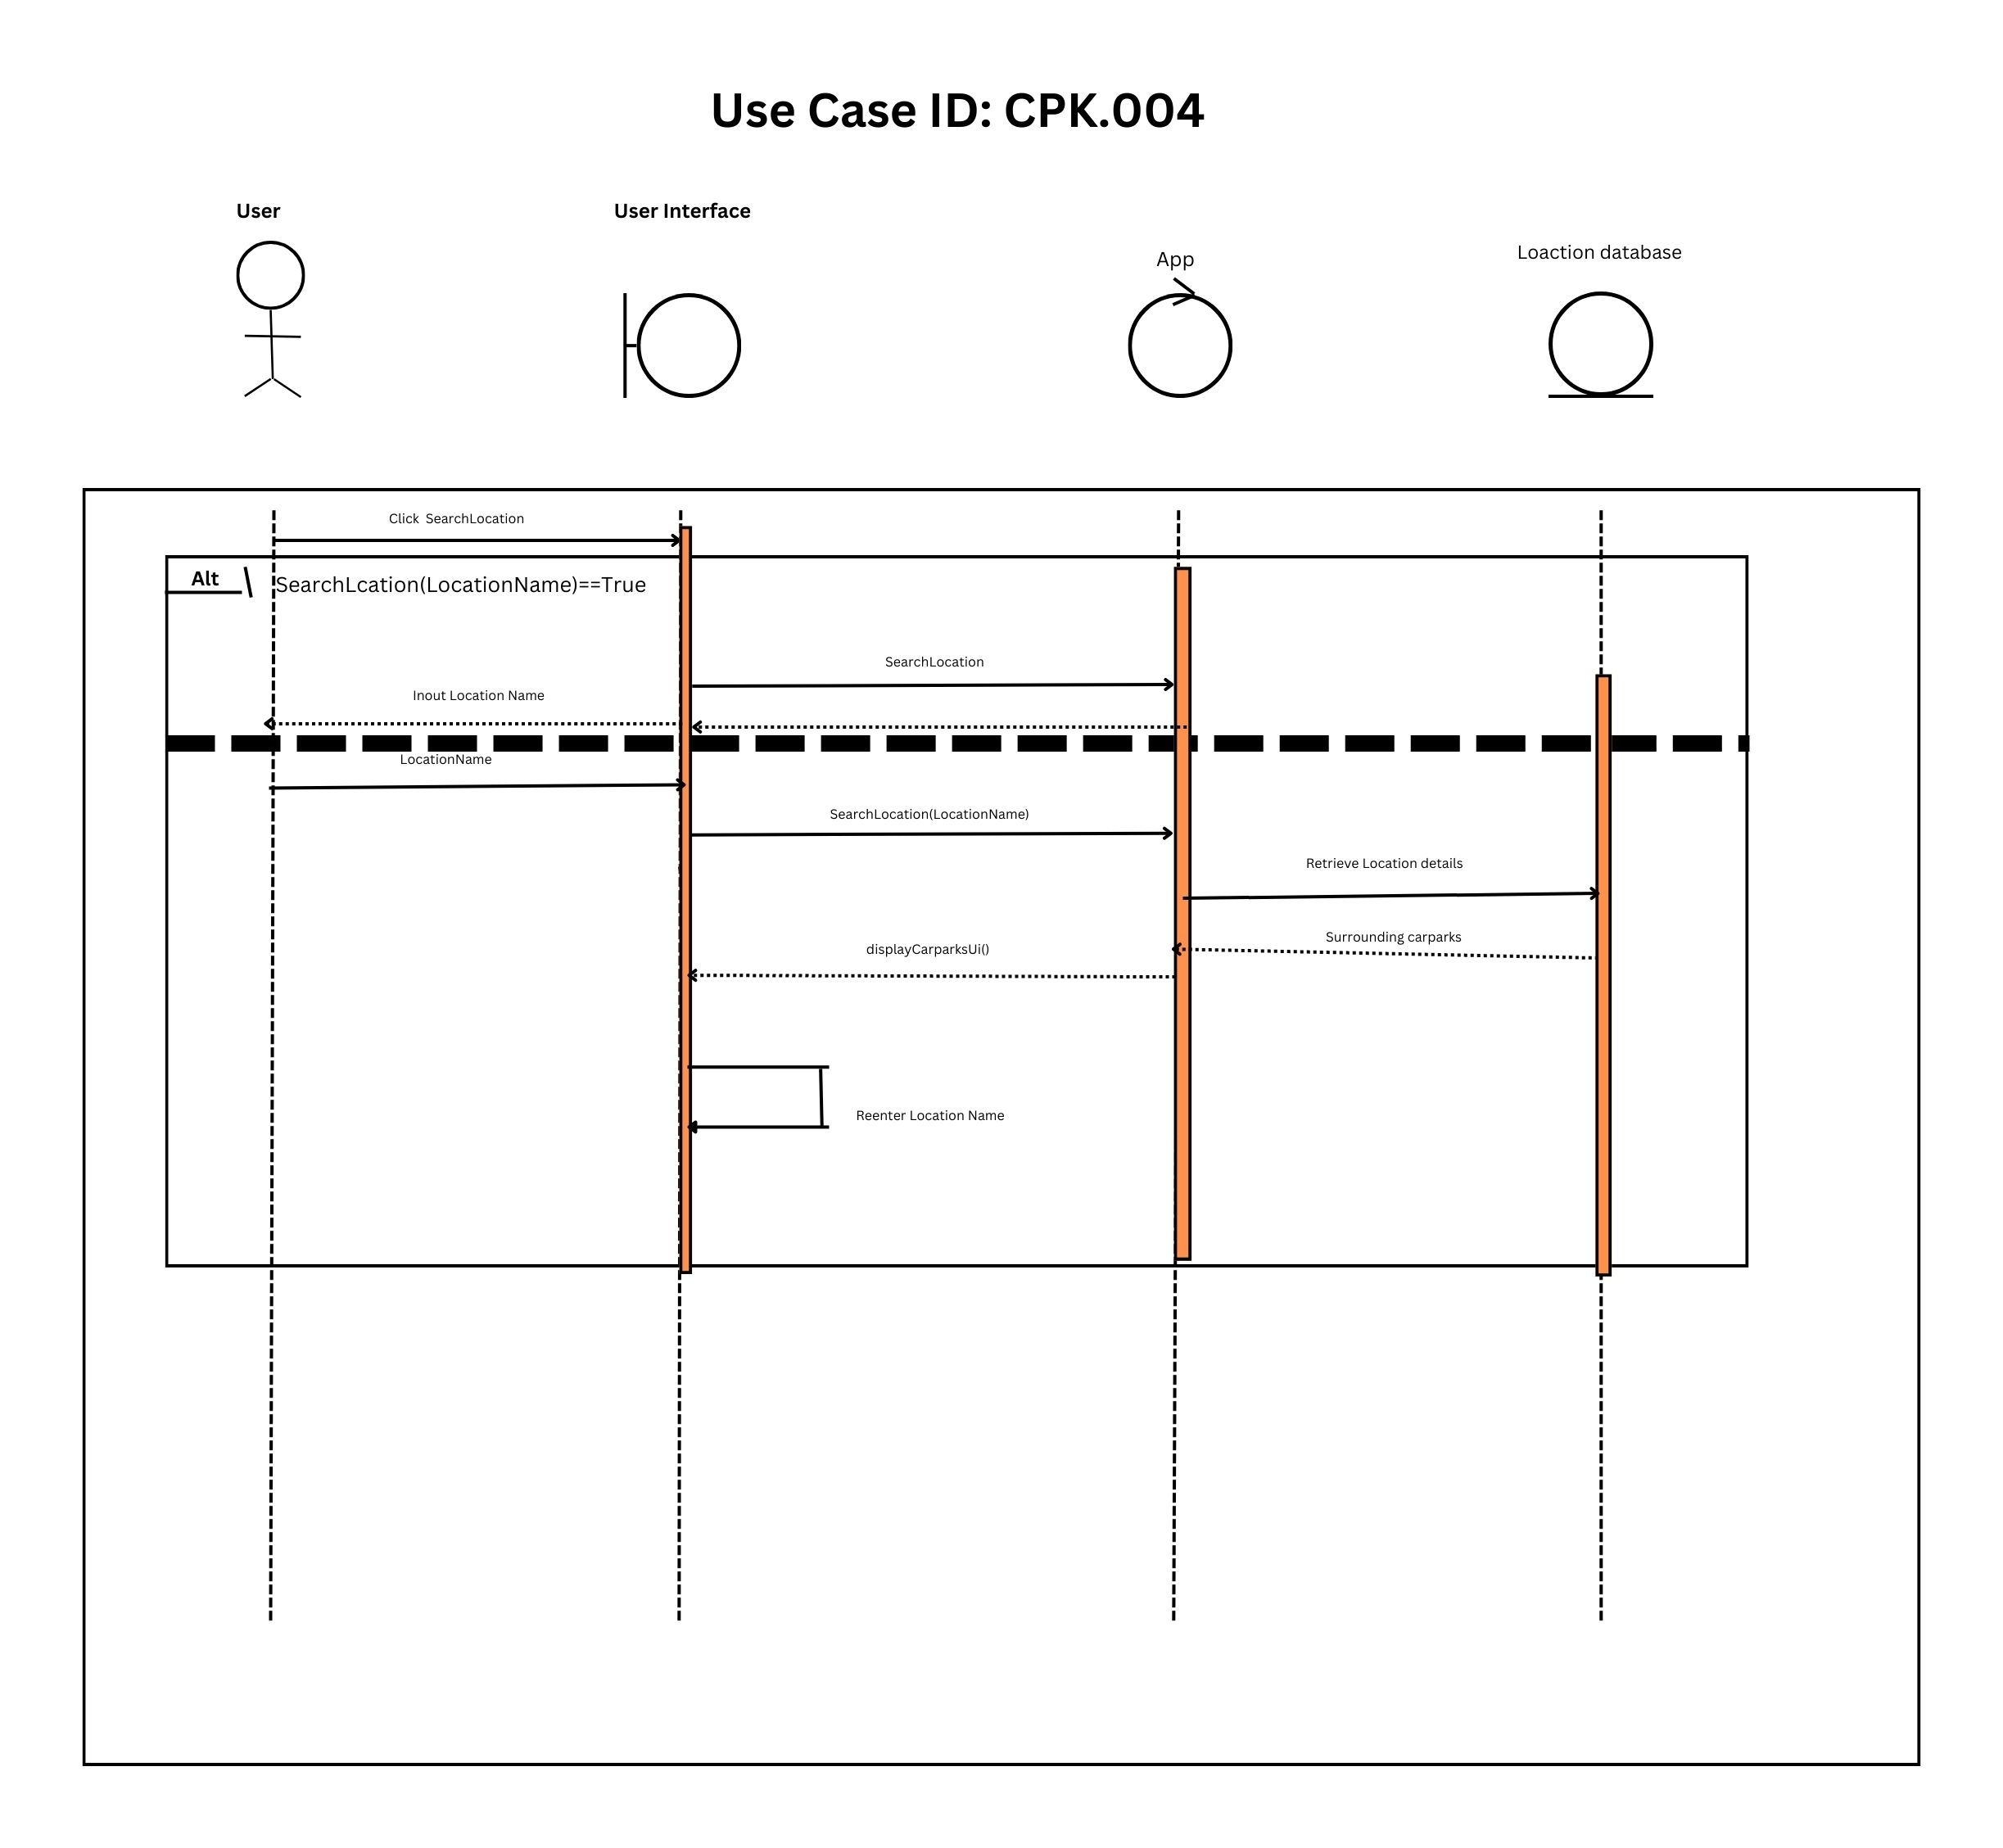 Use Case ID: CPK.004
User
User Interface
App
Loaction database
Click SearchLocation
Alt
SearchLcation(LocationName)==True
SearchLocation
Inout Location Name
LocationName
SearchLocation(LocationName)
Retrieve Location details
Surrounding carparks
displayCarparksUi()
Reenter Location Name